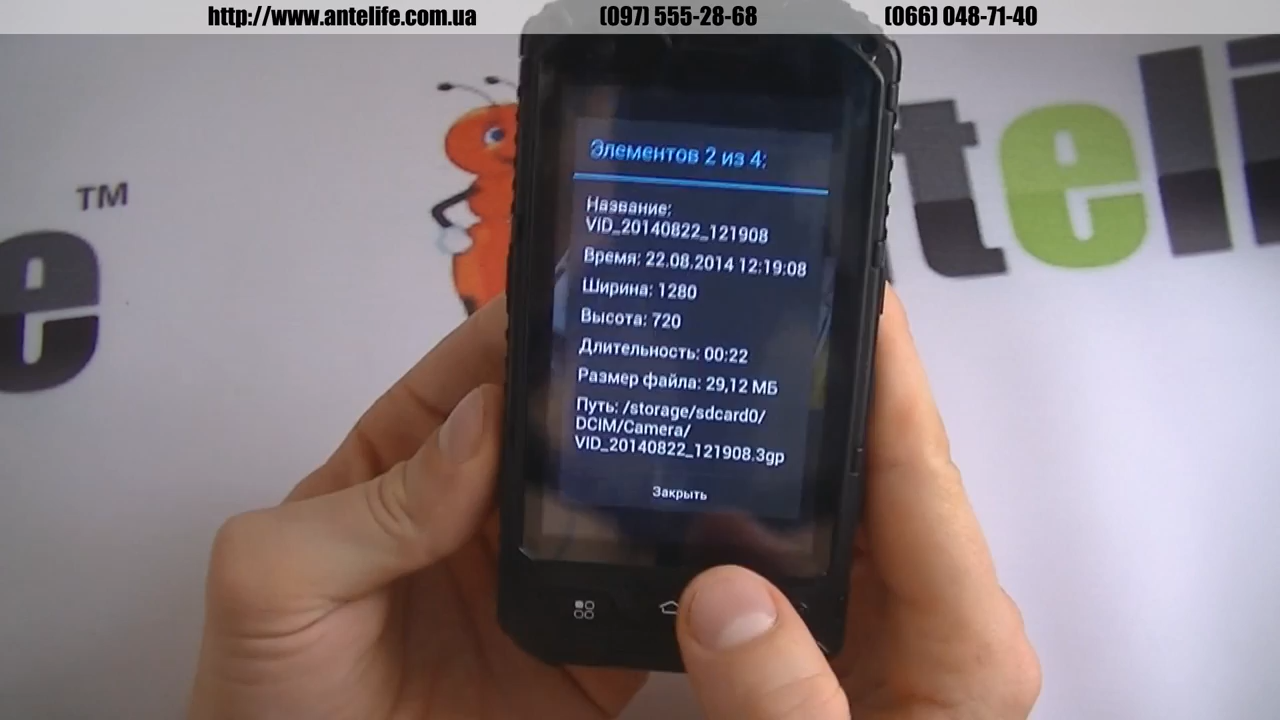 http://www.antelife.com.ua (097) 555-28-68 (066) 048-71-40
TM
e
teli
Элементов 2 из 4:
Название:
VID_20140822_121908
Время: 22.08.2014 12:19:08
Ширина: 1280
Высота: 720
Длительность: 00:22
Размер файла: 29,12 МБ
Путь: /storage/sdcard0/
DCIM/Camera/
VID_20140822_121908.3gp
Закрыть